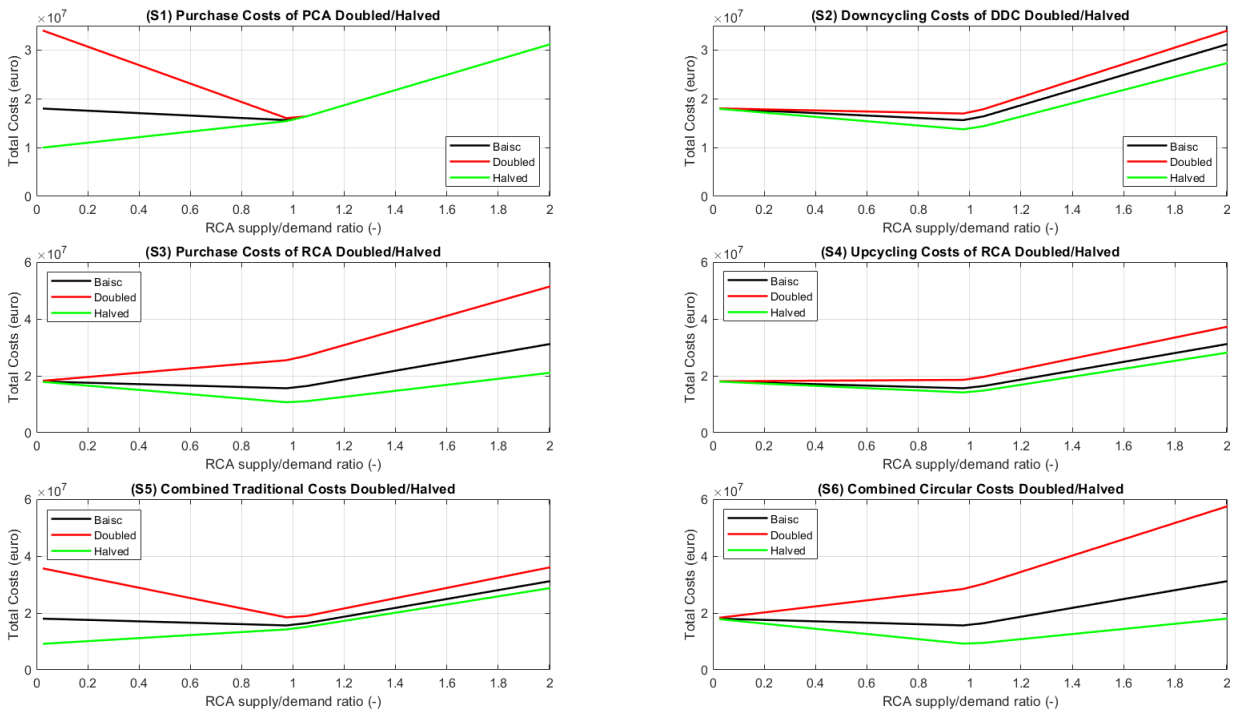 (S1) Purchase Costs of PCA Doubled/Halved
×10⁷
Total Costs (euro)
3
2
1
0
Baisc
Doubled
Halved
0 0.2 0.4 0.6 0.8 1 1.2 1.4 1.6 1.8 2
RCA supply/demand ratio (-)
(S2) Downcycling Costs of DDC Doubled/Halved
×10⁷
Total Costs (euro)
3
2
1
0
Baisc
Doubled
Halved
0 0.2 0.4 0.6 0.8 1 1.2 1.4 1.6 1.8 2
RCA supply/demand ratio (-)
(S3) Purchase Costs of RCA Doubled/Halved
×10⁷
Total Costs (euro)
6
4
2
0
Baisc
Doubled
Halved
0 0.2 0.4 0.6 0.8 1 1.2 1.4 1.6 1.8 2
RCA supply/demand ratio (-)
(S4) Upcycling Costs of RCA Doubled/Halved
×10⁷
Total Costs (euro)
6
4
2
0
Baisc
Doubled
Halved
0 0.2 0.4 0.6 0.8 1 1.2 1.4 1.6 1.8 2
RCA supply/demand ratio (-)
(S5) Combined Traditional Costs Doubled/Halved
×10⁷
Total Costs (euro)
6
4
2
0
Baisc
Doubled
Halved
0 0.2 0.4 0.6 0.8 1 1.2 1.4 1.6 1.8 2
RCA supply/demand ratio (-)
(S6) Combined Circular Costs Doubled/Halved
×10⁷
Total Costs (euro)
6
4
2
0
Baisc
Doubled
Halved
0 0.2 0.4 0.6 0.8 1 1.2 1.4 1.6 1.8 2
RCA supply/demand ratio (-)